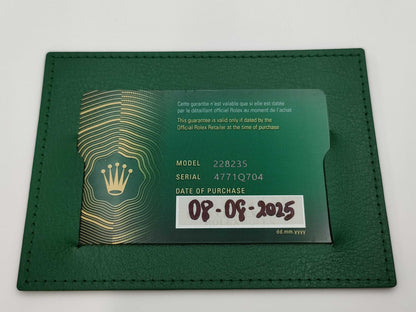 Cette garantie n'est valable que si elle est datée
par le détaillant officiel Rolex au moment de l'achat
This guarantee is valid only if dated by the
Official Rolex Retailer at the time of purchase
MODEL 228235
SERIAL 4771Q704
DATE OF PURCHASE
08-09-2025
dd.mm.yyyy